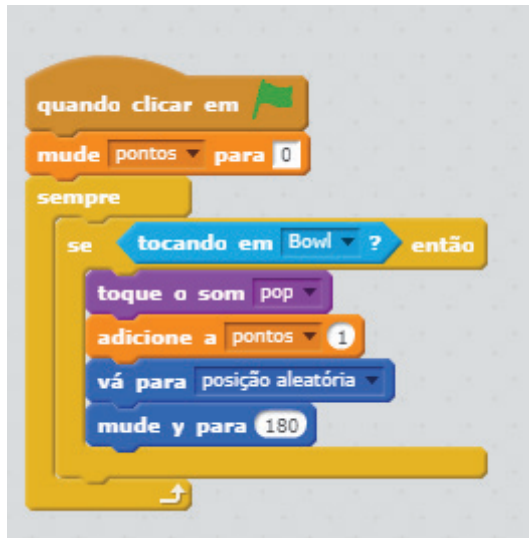 quando clicar em
mude pontos para 0
sempre
se tocando em Bowl ? então
toque o som pop
adicione a pontos 1
vá para posição aleatória
mude y para 180